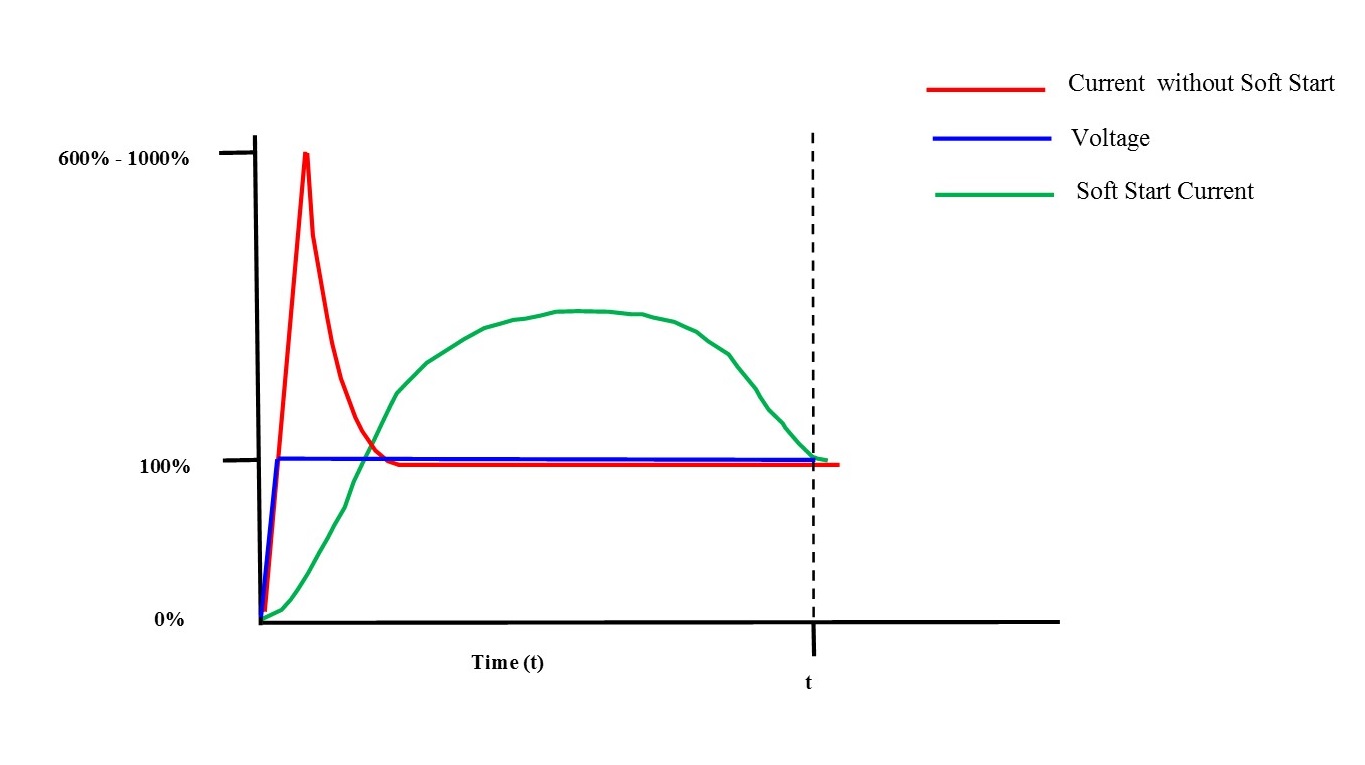 Current  without Soft Start
Voltage
Soft Start Current
600% - 1000%
100%
0%
Time (t)
t